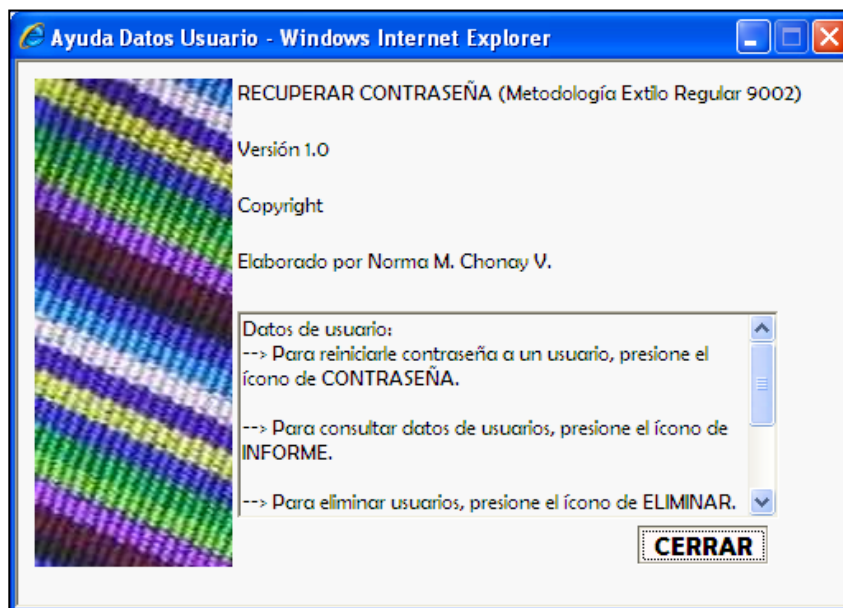 Ayuda Datos Usuario - Windows Internet Explorer
RECUPERAR CONTRASEÑA (Metodología Extilo Regular 9002)
Versión 1.0
Copyright
Elaborado por Norma M. Chonay V.
Datos de usuario:
--> Para reiniciarle contraseña a un usuario, presione el
ícono de CONTRASEÑA.
--> Para consultar datos de usuarios, presione el ícono de
INFORME.
--> Para eliminar usuarios, presione el ícono de ELIMINAR.
CERRAR